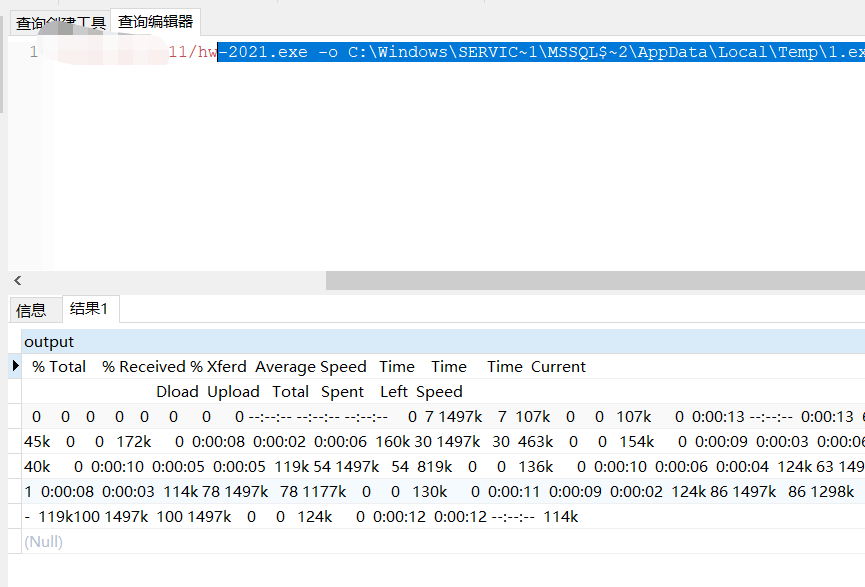 查询创建工具 查询编辑器
1 11/hw-2021.exe -o C:\Windows\SERVIC~1\MSSQL$~2\AppData\Local\Temp\1.ex
信息 结果1
output
% Total % Received % Xferd Average Speed Time Time Time Current
Dload Upload Total Spent Left Speed
0 0 0 0 0 0 0 0 --:--:-- --:--:-- --:--:-- 0 7 1497k 7 107k 0 0 107k 0 0:00:13 --:--:-- 0:00:13 6
45k 0 0 172k 0 0:00:08 0:00:02 0:00:06 160k 30 1497k 30 463k 0 0 154k 0 0:00:09 0:00:03 0:00:06
40k 0 0:00:10 0:00:05 0:00:05 119k 54 1497k 54 819k 0 0 136k 0 0:00:10 0:00:06 0:00:04 124k 63 149
1 0:00:08 0:00:03 114k 78 1497k 78 1177k 0 0 130k 0 0:00:11 0:00:09 0:00:02 124k 86 1497k 86 1298k
- 119k100 1497k 100 1497k 0 0 124k 0 0:00:12 0:00:12 --:--:-- 114k
(Null)